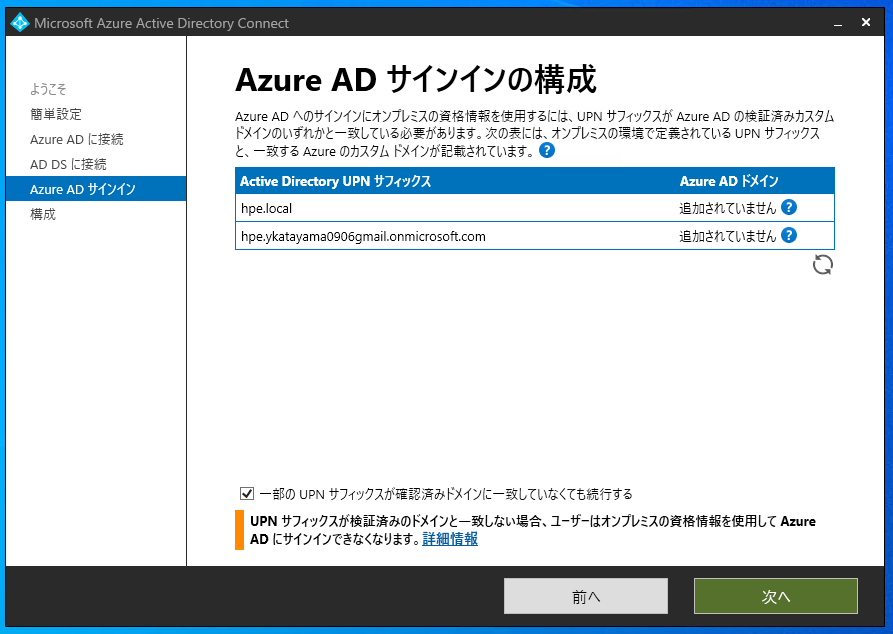 Microsoft Azure Active Directory Connect
ようこそ
簡単設定
Azure AD に接続
AD DS に接続
Azure AD サインイン
構成
Azure AD サインインの構成
Azure AD へのサインインにオンプレミスの資格情報を使用するには、UPN サフィックスが Azure AD の検証済みカスタム
ドメインのいずれかと一致している必要があります。次の表には、オンプレミスの環境で定義されている UPN サフィックス
と、一致する Azure のカスタム ドメインが記載されています。 ?
Active Directory UPN サフィックス Azure AD ドメイン
hpe.local 追加されていません ?
hpe.ykatayama0906gmail.onmicrosoft.com 追加されていません ?
一部の UPN サフィックスが確認済みドメインに一致していなくても続行する
UPN サフィックスが検証済みのドメインと一致しない場合、ユーザーはオンプレミスの資格情報を使用して Azure
AD にサインインできなくなります。詳細情報
前へ
次へ